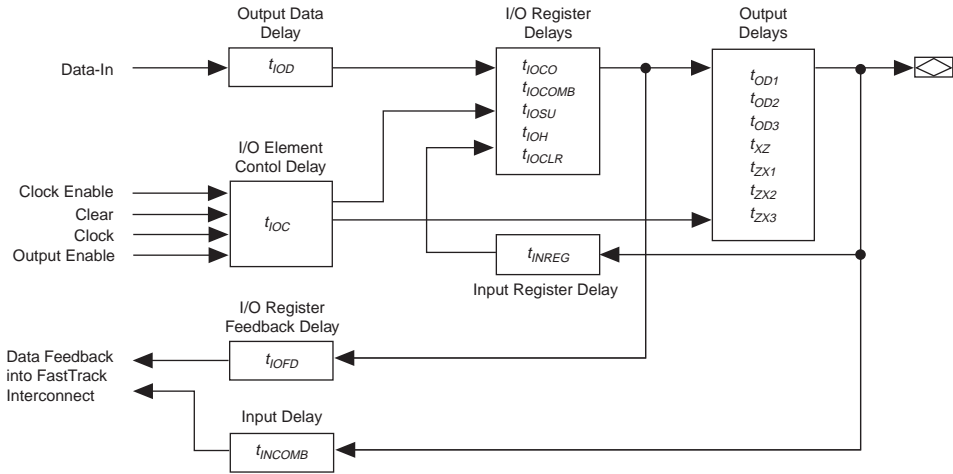 Output Data
Delay
I/O Register
Delays
Output
Delays
Data-In
tIOD
tIOCO
tIOCOMB
tIOSU
tIOH
tIOCLR
tOD1
tOD2
tOD3
tXZ
tZX1
tZX2
tZX3
I/O Element
Contol Delay
Clock Enable
Clear
Clock
Output Enable
tIOC
tINREG
Input Register Delay
I/O Register
Feedback Delay
Data Feedback
into FastTrack
Interconnect
tIOFD
Input Delay
tINCOMB